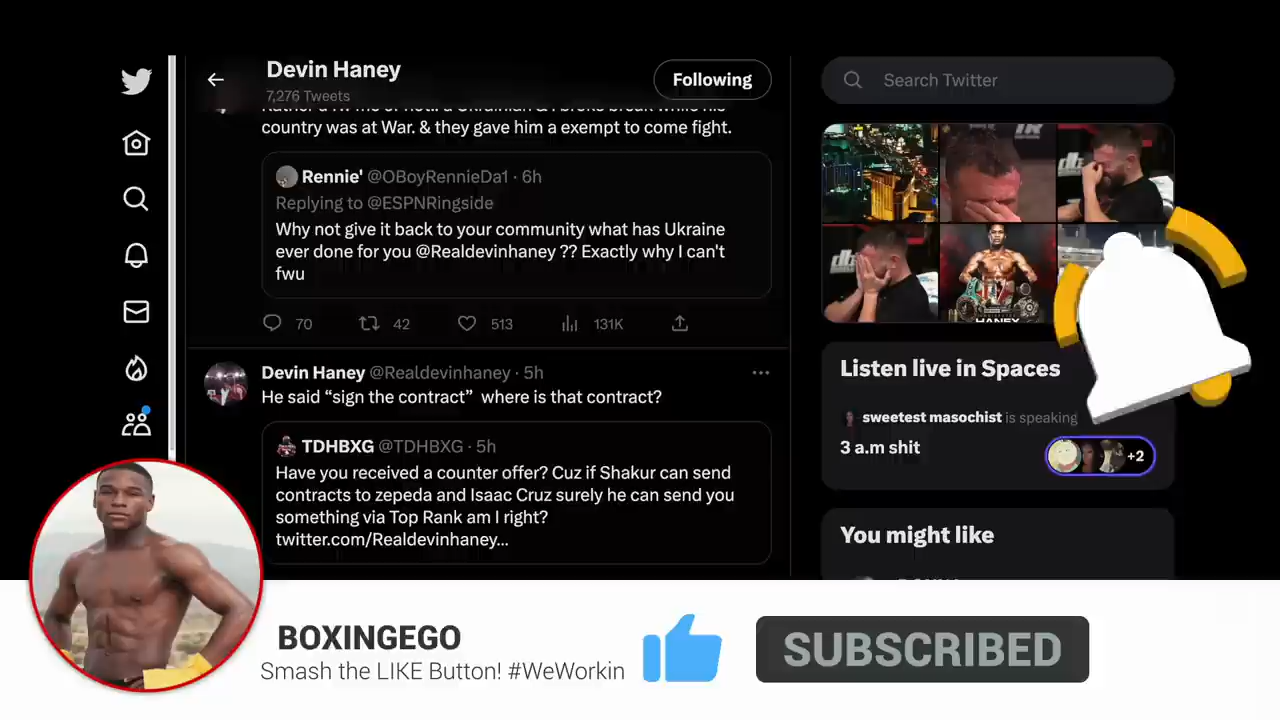 Devin Haney
7,276 Tweets
Following
Search Twitter
country was at War. & they gave him a exempt to come fight.
Rennie' @OBoyRennieDa1 · 6h
Replying to @ESPNRingside
Why not give it back to your community what has Ukraine
ever done for you @Realdevinhaney ?? Exactly why I can't
fwu
70
42
513
131K
Devin Haney @Realdevinhaney · 5h
He said “sign the contract” where is that contract?
TDHBXG @TDHBXG · 5h
Have you received a counter offer? Cuz if Shakur can send
contracts to zepeda and Isaac Cruz surely he can send you
something via Top Rank am I right?
twitter.com/Realdevinhaney...
HANEY
Listen live in Spaces
sweetest masochist is speaking
3 a.m shit
+2
You might like
BOXINGEGO
Smash the LIKE Button! #WeWorkin
SUBSCRIBED